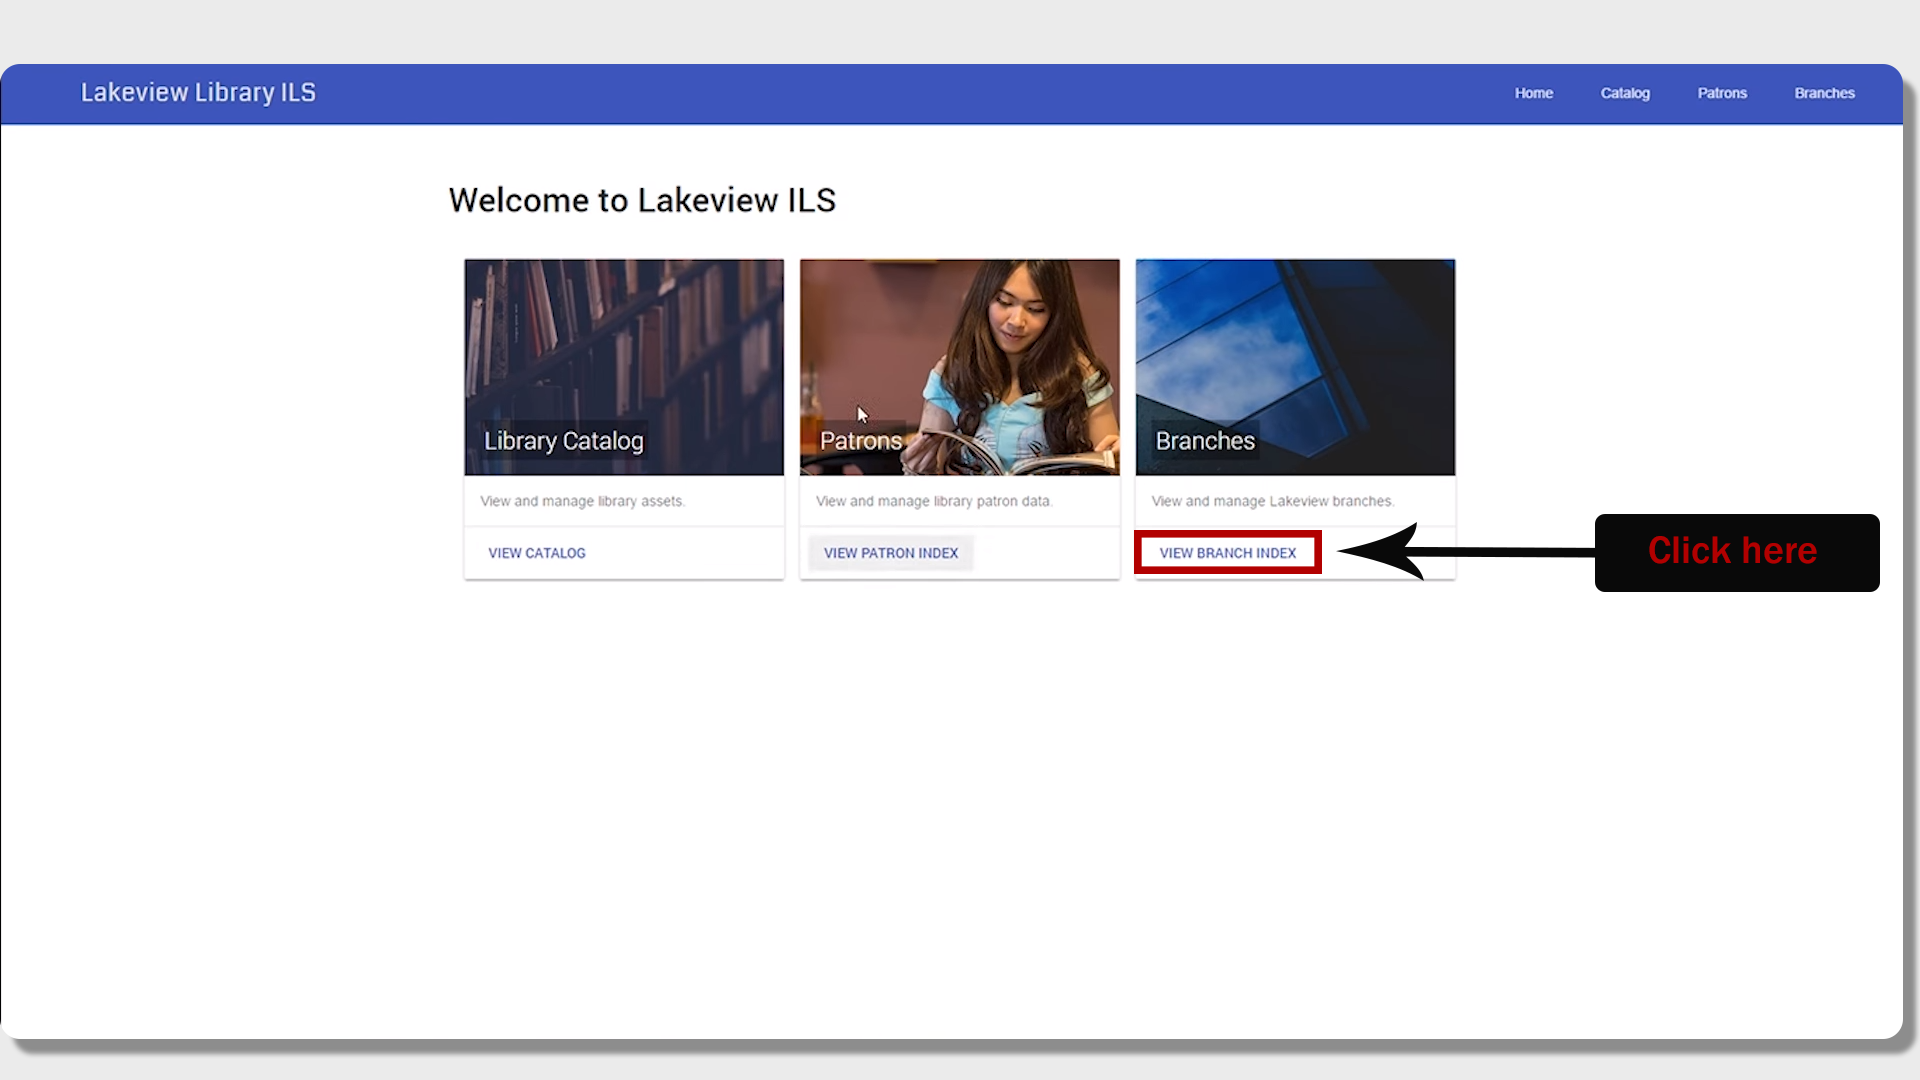 Lakeview Library ILS
Home Catalog Patrons Branches
Welcome to Lakeview ILS
Library Catalog
Patrons
Branches
View and manage library assets.
View and manage library patron data.
View and manage Lakeview branches.
VIEW CATALOG
VIEW PATRON INDEX
VIEW BRANCH INDEX
Click here